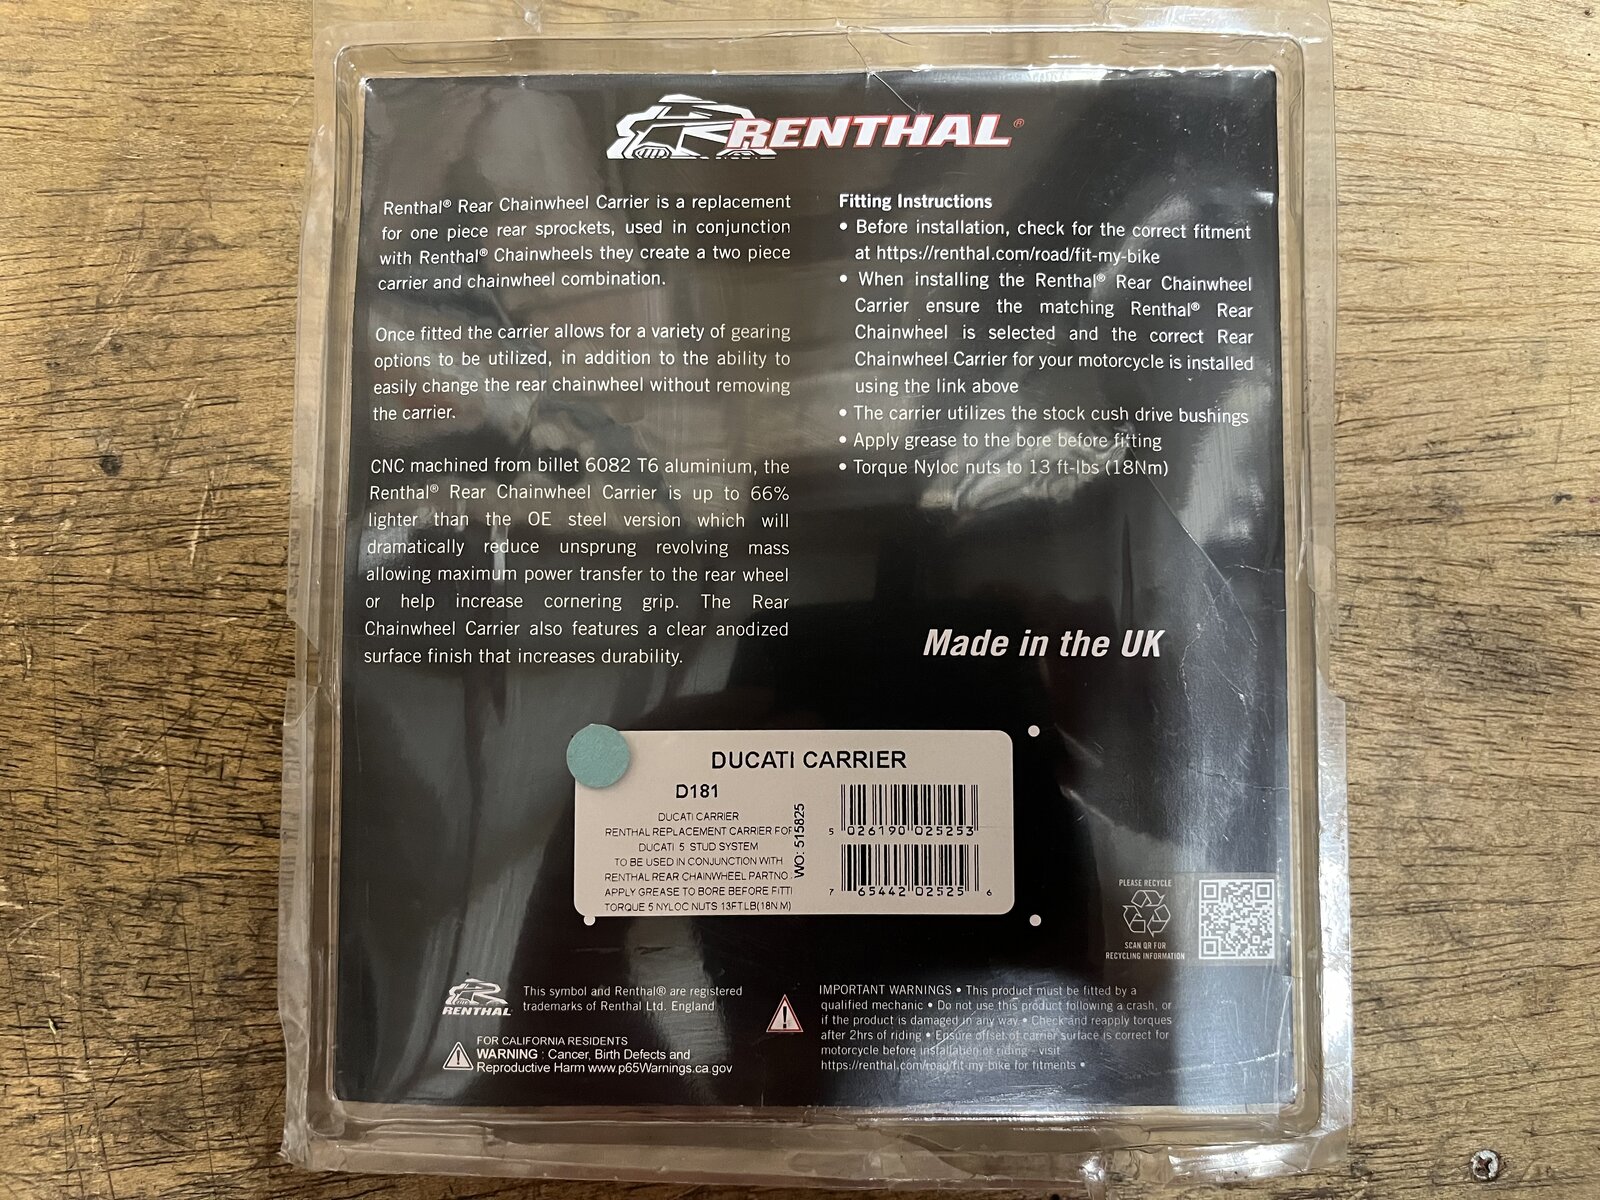 RENTHAL®
Renthal® Rear Chainwheel Carrier is a replacement
for one piece rear sprockets, used in conjunction
with Renthal® Chainwheels they create a two piece
carrier and chainwheel combination.
Once fitted the carrier allows for a variety of gearing
options to be utilized, in addition to the ability to
easily change the rear chainwheel without removing
the carrier.
CNC machined from billet 6082 T6 aluminium, the
Renthal® Rear Chainwheel Carrier is up to 66%
lighter than the OE steel version which will
dramatically reduce unsprung revolving mass
allowing maximum power transfer to the rear wheel
or help increase cornering grip. The Rear
Chainwheel Carrier also features a clear anodized
surface finish that increases durability.
Fitting Instructions
• Before installation, check for the correct fitment
at https://renthal.com/road/fit-my-bike
• When installing the Renthal® Rear Chainwheel
Carrier ensure the matching Renthal® Rear
Chainwheel is selected and the correct Rear
Chainwheel Carrier for your motorcycle is installed
using the link above
• The carrier utilizes the stock cush drive bushings
• Apply grease to the bore before fitting
• Torque Nyloc nuts to 13 ft-lbs (18Nm)
Made in the UK
DUCATI CARRIER
D181
DUCATI CARRIER
RENTHAL REPLACEMENT CARRIER FOR
DUCATI 5 STUD SYSTEM
TO BE USED IN CONJUNCTION WITH
RENTHAL REAR CHAINWHEEL PARTNO
APPLY GREASE TO BORE BEFORE FITTI
TORQUE 5 NYLOC NUTS 13FT.LB(18N.M)
WO: 515825
5 026190 025253
7 65442 02525 6
PLEASE RECYCLE
SCAN QR FOR
RECYCLING INFORMATION
RENTHAL
This symbol and Renthal® are registered
trademarks of Renthal Ltd. England
FOR CALIFORNIA RESIDENTS
WARNING : Cancer, Birth Defects and
Reproductive Harm www.p65Warnings.ca.gov
IMPORTANT WARNINGS • This product must be fitted by a
qualified mechanic • Do not use this product following a crash, or
if the product is damaged in any way • Check and reapply torques
after 2hrs of riding • Ensure offset of carrier surface is correct for
motorcycle before installation or riding - visit
https://renthal.com/road/fit-my-bike for fitments •